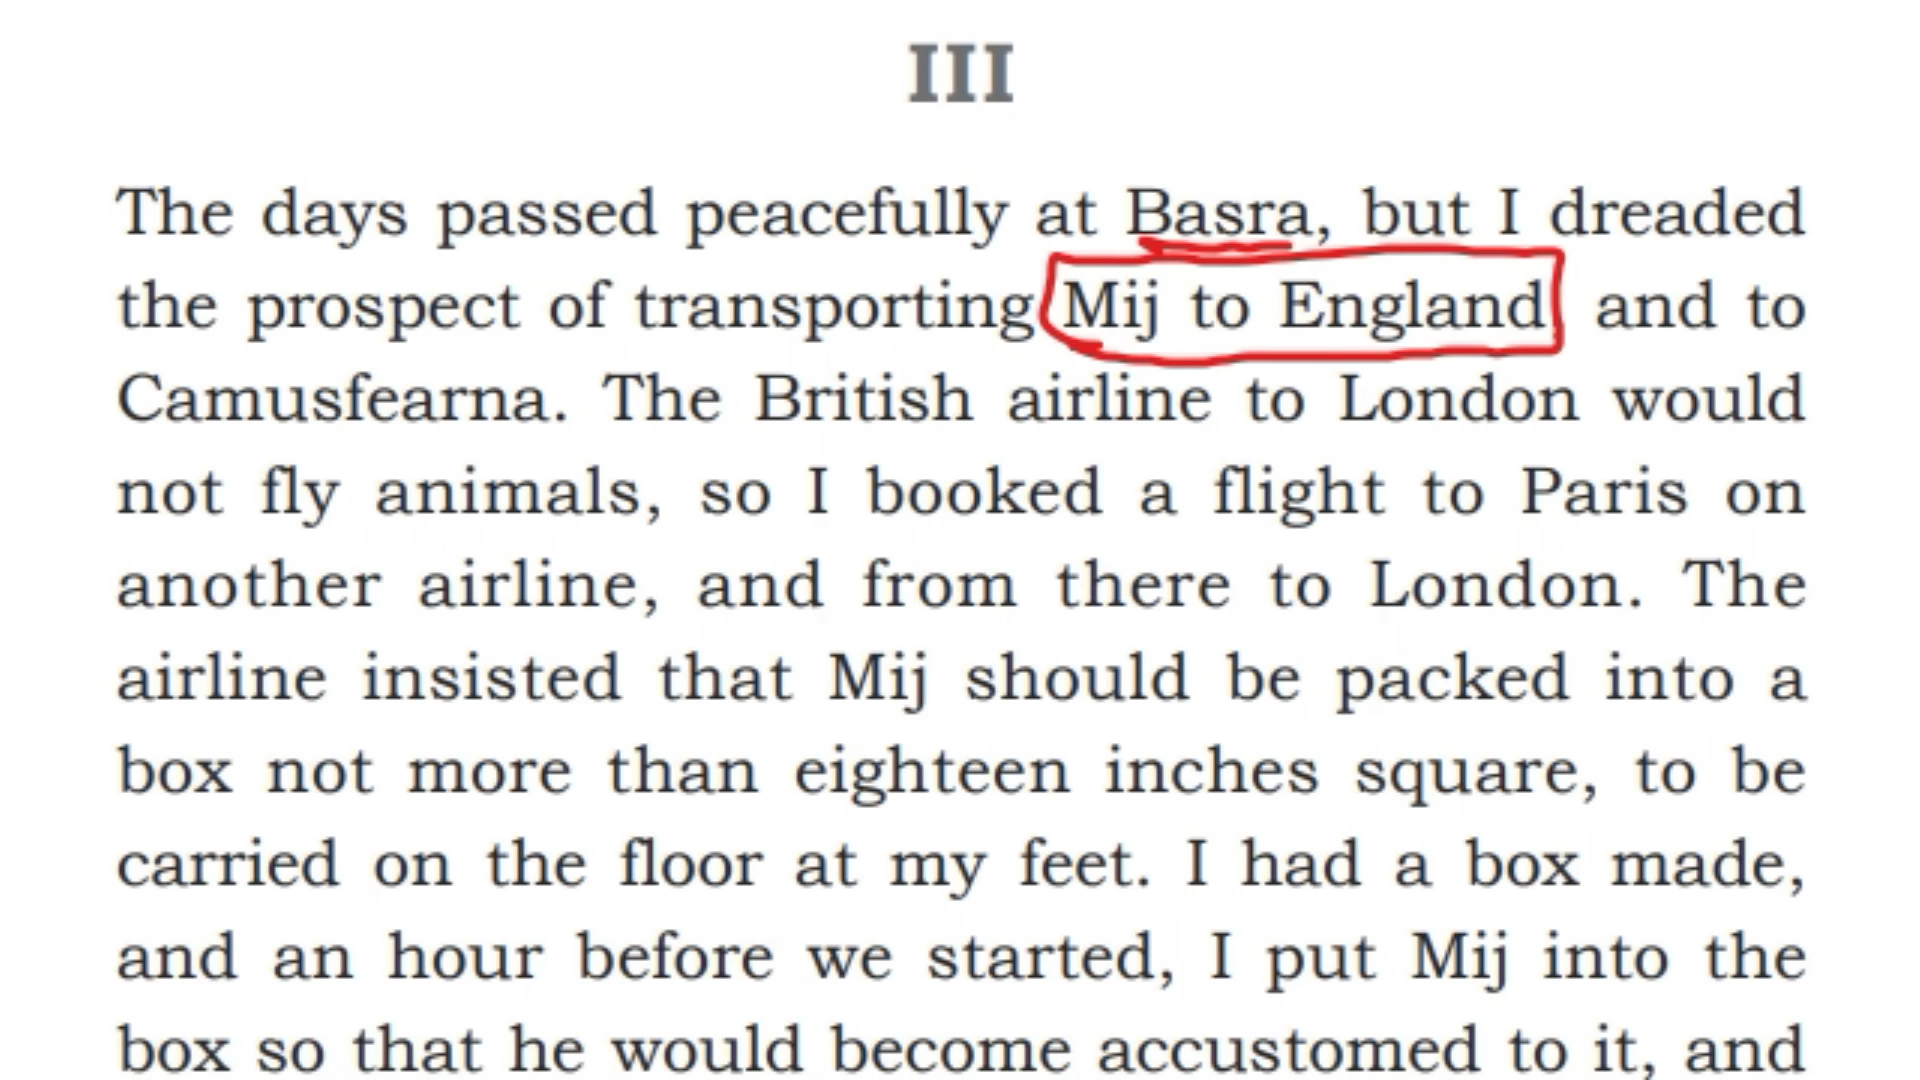 III
The days passed peacefully at Basra, but I dreaded
the prospect of transporting Mij to England and to
Camusfearna. The British airline to London would
not fly animals, so I booked a flight to Paris on
another airline, and from there to London. The
airline insisted that Mij should be packed into a
box not more than eighteen inches square, to be
carried on the floor at my feet. I had a box made,
and an hour before we started, I put Mij into the
box so that he would become accustomed to it, and